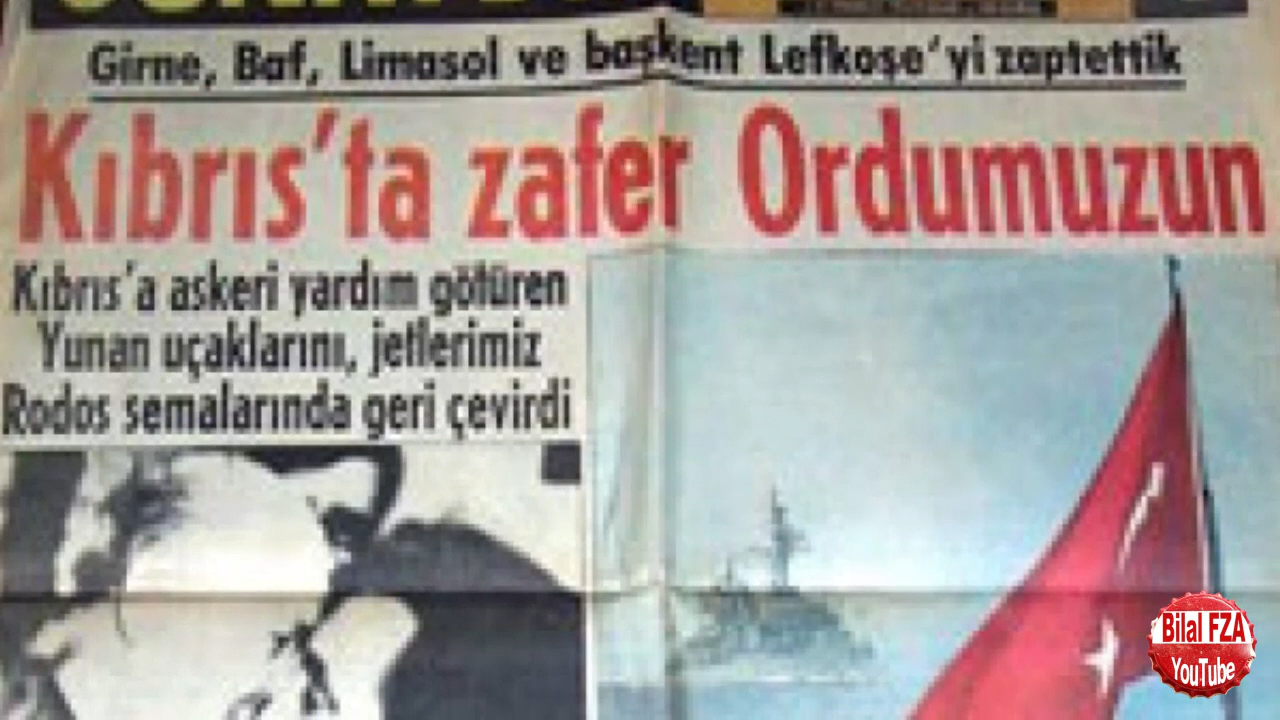 Girne, Baf, Limasol ve başkent Lefkoşe'yi zaptettik
Kıbrıs'ta zafer Ordumuzun
Kıbrıs'a askeri yardım götüren
Yunan uçaklarını, jetlerimiz
Rodos semalarında geri çevirdi
Bilal FZA
YouTube